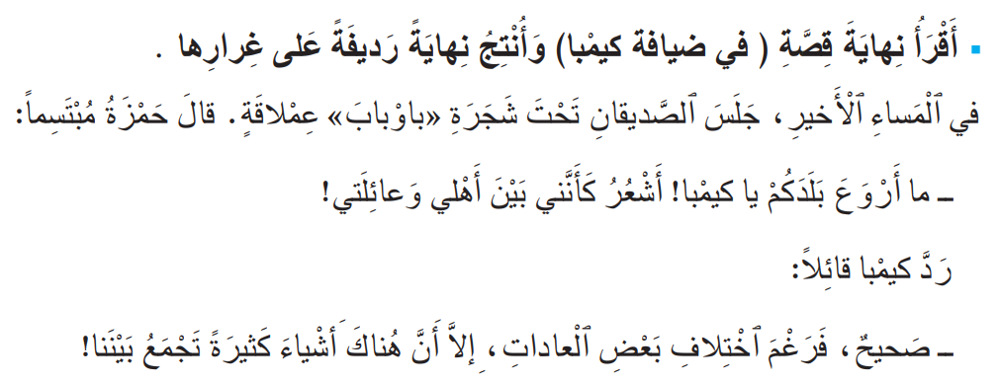 ▪ أَقْرَأُ نِهايَةَ قِصَّةِ ( في ضيافة كيمْبا) وَأُنْتِجُ نِهايَةً رَديفَةً عَلى غِرارِها .
في ٱلْمَساءِ ٱلْأَخيرِ، جَلَسَ ٱلصَّديقانِ تَحْتَ شَجَرَةِ «باوْبابَ» عِمْلاقَةٍ. قالَ حَمْزَةُ مُبْتَسِماً:
ــ ما أَرْوَعَ بَلَدَكُمْ يا كيمْبا! أَشْعُرُ كَأَنَّني بَيْنَ أَهْلي وَعائِلَتي!
رَدَّ كيمْبا قائِلاً:
ــ صَحيحٌ، فَرَغْمَ ٱخْتِلافِ بَعْضِ ٱلْعاداتِ، إِلاَّ أَنَّ هُناكَ أَشْياءَ كَثيرَةً تَجْمَعُ بَيْنَنا!